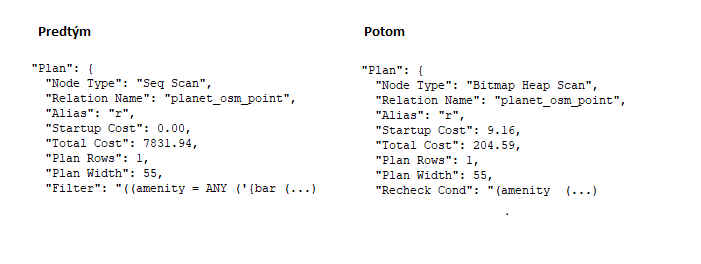 Predtým
"Plan": {
"Node Type": "Seq Scan",
"Relation Name": "planet_osm_point",
"Alias": "r",
"Startup Cost": 0.00,
"Total Cost": 7831.94,
"Plan Rows": 1,
"Plan Width": 55,
"Filter": "((amenity = ANY ('{bar (...)
Potom
"Plan": {
"Node Type": "Bitmap Heap Scan",
"Relation Name": "planet_osm_point",
"Alias": "r",
"Startup Cost": 9.16,
"Total Cost": 204.59,
"Plan Rows": 1,
"Plan Width": 55,
"Recheck Cond": "(amenity  (...)
.